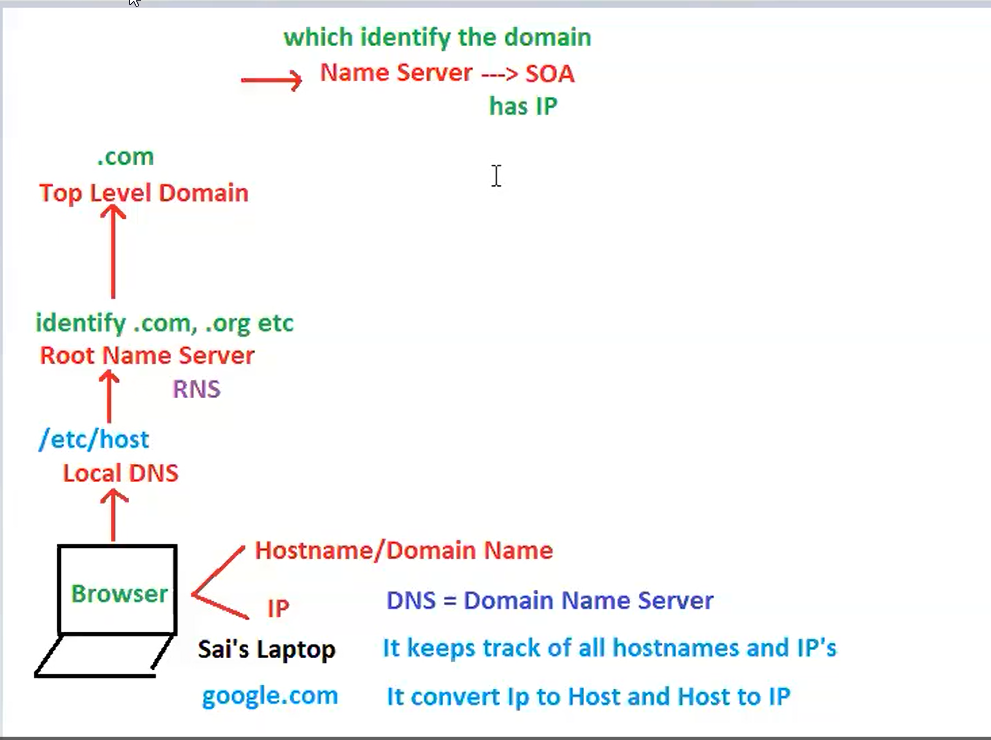 which identify the domain
Name Server ---> SOA
has IP
.com
Top Level Domain
identify .com, .org etc
Root Name Server
RNS
/etc/host
Local DNS
Hostname/Domain Name
Browser
IP
DNS = Domain Name Server
Sai's Laptop
It keeps track of all hostnames and IP's
google.com
It convert Ip to Host and Host to IP